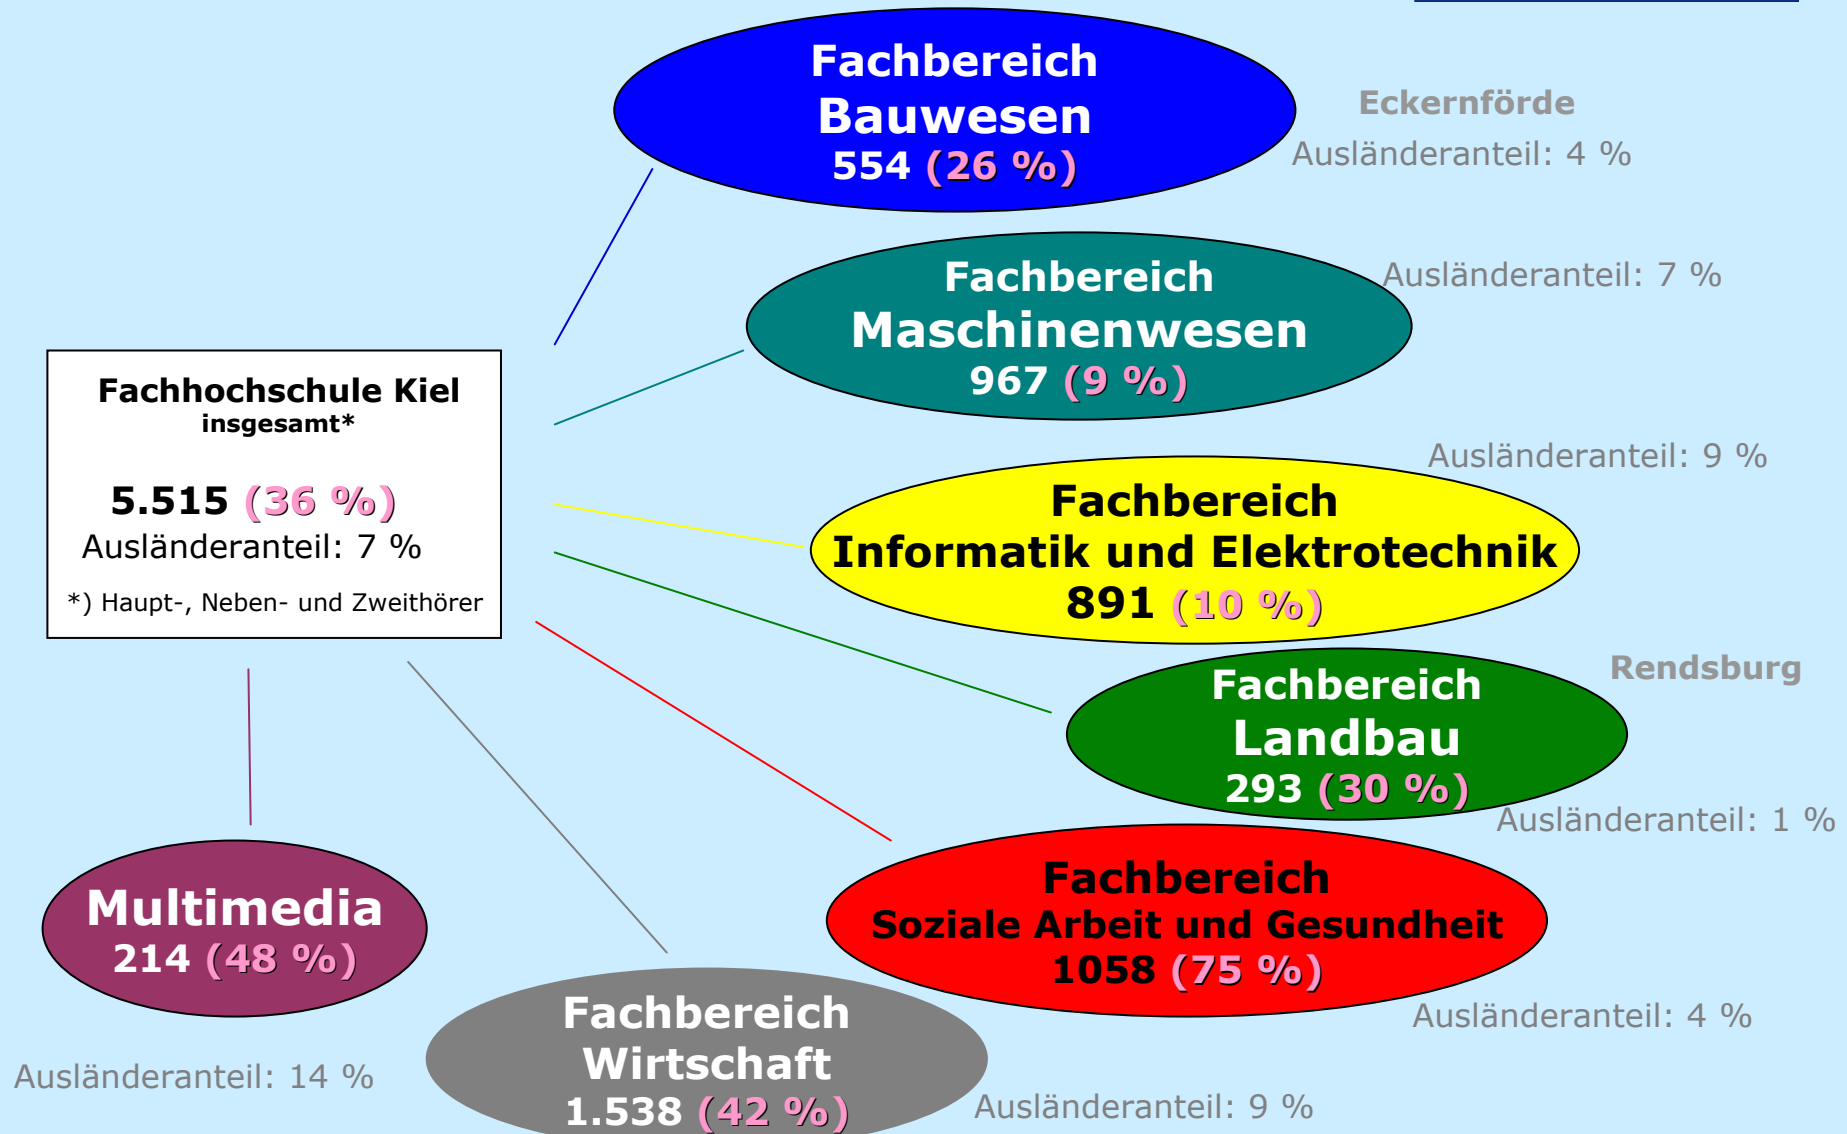 Fachbereich
Bauwesen
554 (26 %)
Eckernförde
Ausländeranteil: 4 %
Fachbereich
Maschinenwesen
967 (9 %)
Ausländeranteil: 7 %
Fachhochschule Kiel
insgesamt*
5.515 (36 %)
Ausländeranteil: 7 %
*) Haupt-, Neben- und Zweithörer
Ausländeranteil: 9 %
Fachbereich
Informatik und Elektrotechnik
891 (10 %)
Rendsburg
Fachbereich
Landbau
293 (30 %)
Ausländeranteil: 1 %
Fachbereich
Soziale Arbeit und Gesundheit
1058 (75 %)
Ausländeranteil: 4 %
Multimedia
214 (48 %)
Ausländeranteil: 14 %
Fachbereich
Wirtschaft
1.538 (42 %)
Ausländeranteil: 9 %